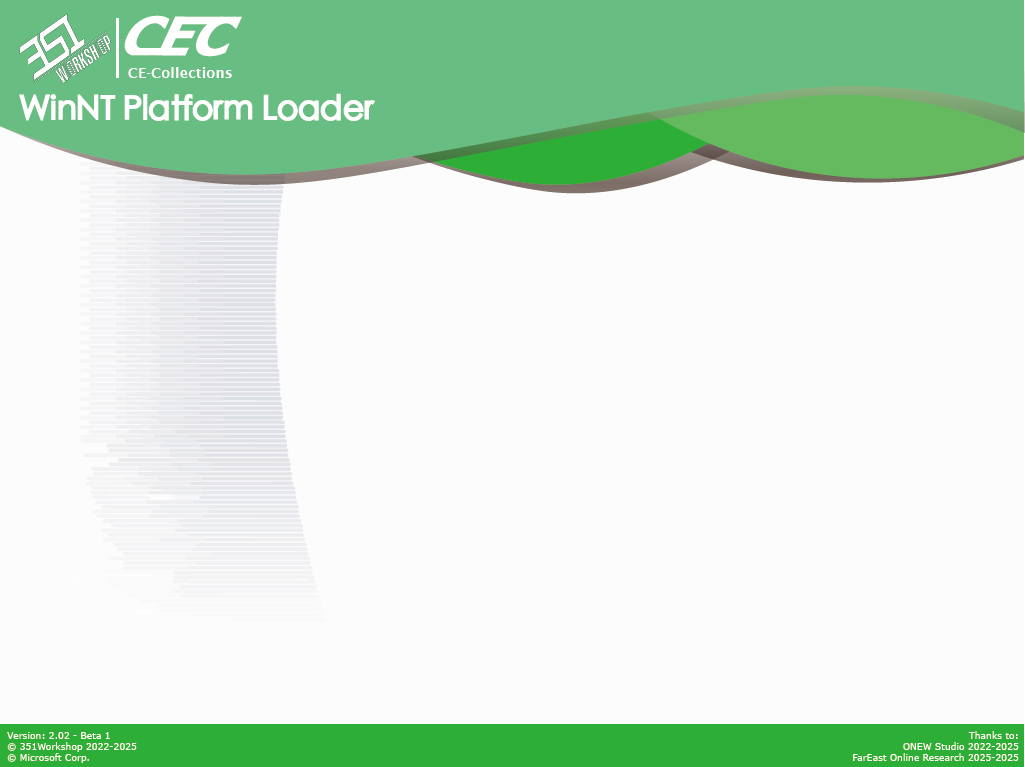 351 WORKSHOP
CEC
CE-Collections
WinNT Platform Loader
Version: 2.02 - Beta 1
© 351Workshop 2022-2025
© Microsoft Corp.
Thanks to:
ONEW Studio 2022-2025
FarEast Online Research 2025-2025